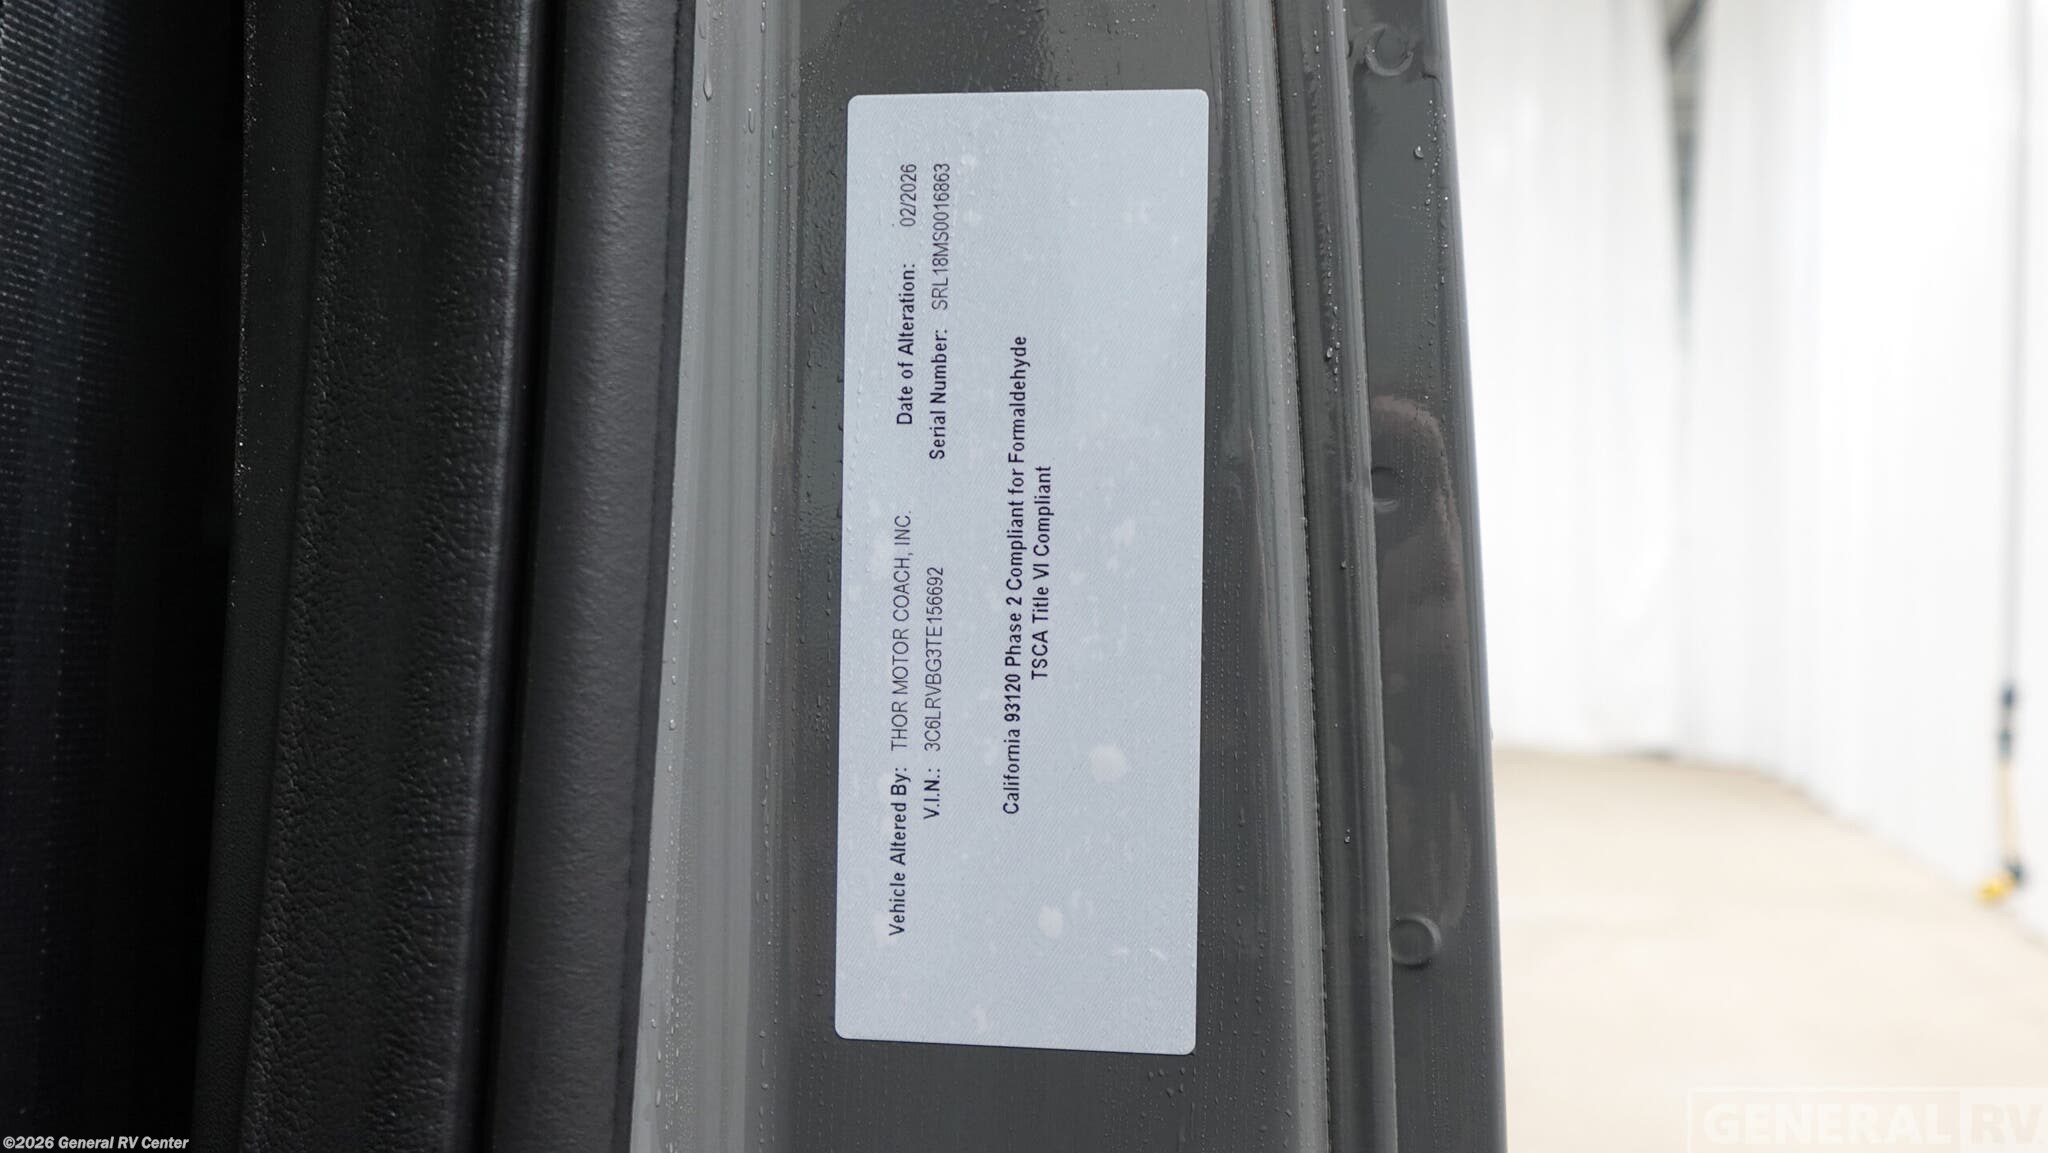 Vehicle Altered By: THOR MOTOR COACH, INC. Date of Alteration: 02/2026
V.I.N.: 3C6LRVBG3TE156692 Serial Number: SRL18MS0016863
California 93120 Phase 2 Compliant for Formaldehyde
TSCA Title VI Compliant
©2026 General RV Center
GENERAL RV